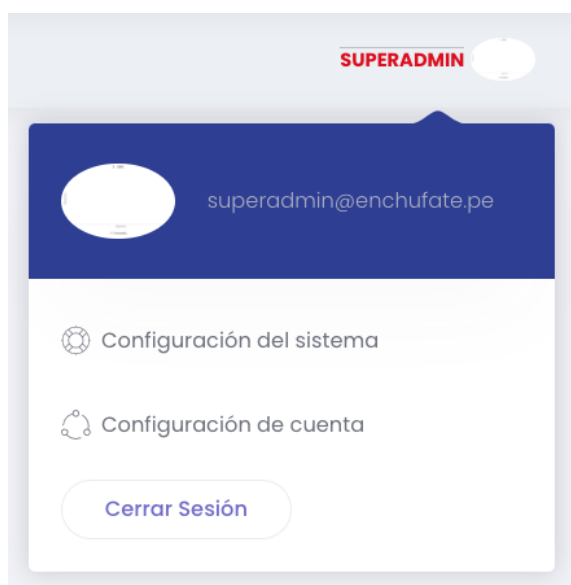 SUPERADMIN
superadmin@enchufate.pe
Configuración del sistema
Configuración de cuenta
Cerrar Sesión